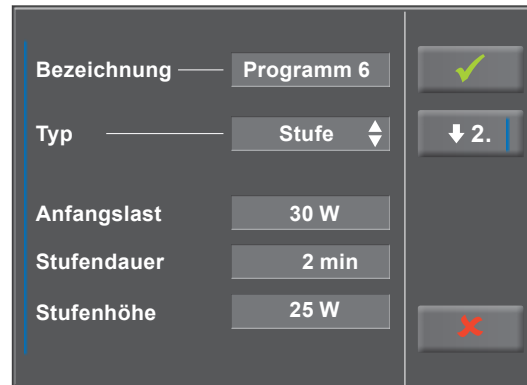 Bezeichnung Programm 6
Typ Stufe
2.
Anfangslast 30 W
Stufendauer 2 min
Stufenhöhe 25 W